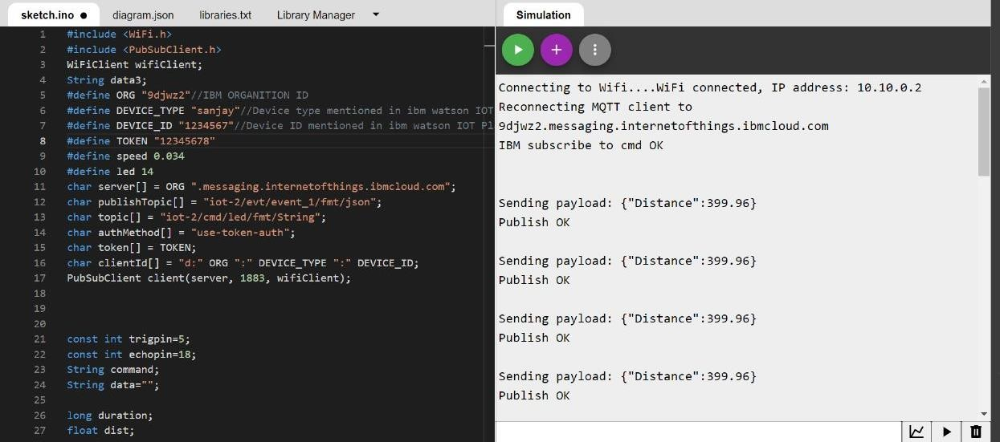 sketch.ino ●
diagram.json
libraries.txt
Library Manager
1 #include <WiFi.h>
2 #include <PubSubClient.h>
3 WiFiClient wifiClient;
4 String data3;
5 #define ORG "9djwz2"//IBM ORGANITION ID
6 #define DEVICE_TYPE "sanjay"//Device type mentioned in ibm watson IOT
7 #define DEVICE_ID "1234567"//Device ID mentioned in ibm watson IOT Pl
8 #define TOKEN "12345678"
9 #define speed 0.034
10 #define led 14
11 char server[] = ORG ".messaging.internetofthings.ibmcloud.com";
12 char publishTopic[] = "iot-2/evt/event_1/fmt/json";
13 char topic[] = "iot-2/cmd/led/fmt/String";
14 char authMethod[] = "use-token-auth";
15 char token[] = TOKEN;
16 char clientId[] = "d:" ORG ":" DEVICE_TYPE ":" DEVICE_ID;
17 PubSubClient client(server, 1883, wifiClient);
18
19
20
21 const int trigpin=5;
22 const int echopin=18;
23 String command;
24 String data="";
25
26 long duration;
27 float dist;
Simulation
Connecting to Wifi....WiFi connected, IP address: 10.10.0.2
Reconnecting MQTT client to
9djwz2.messaging.internetofthings.ibmcloud.com
IBM subscribe to cmd OK
Sending payload: {"Distance":399.96}
Publish OK
Sending payload: {"Distance":399.96}
Publish OK
Sending payload: {"Distance":399.96}
Publish OK
Sending payload: {"Distance":399.96}
Publish OK